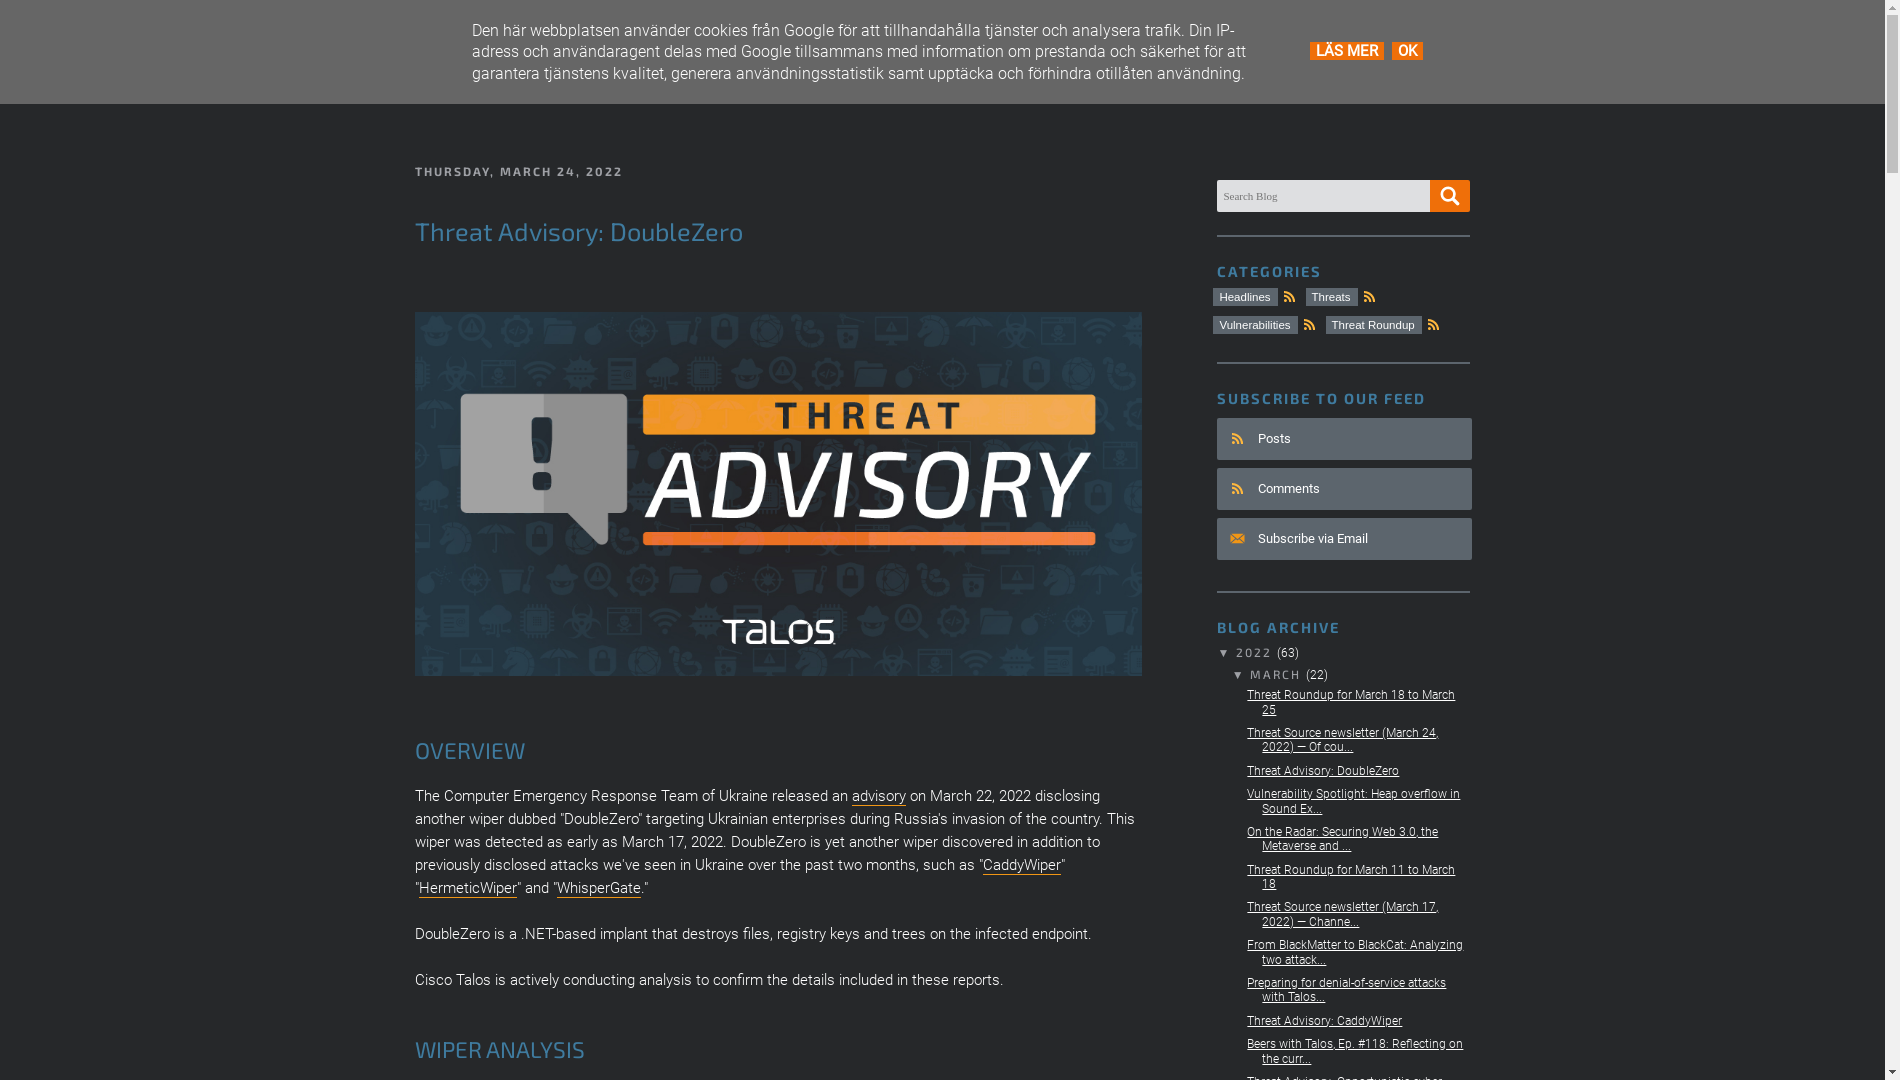 Den här webbplatsen använder cookies från Google för att tillhandahålla tjänster och analysera trafik. Din IP-
adress och användaragent delas med Google tillsammans med information om prestanda och säkerhet för att
garantera tjänstens kvalitet, generera användningsstatistik samt upptäcka och förhindra otillåten användning.
LÄS MER OK
THURSDAY, MARCH 24, 2022
Threat Advisory: DoubleZero
THREAT
ADVISORY
TALOS
OVERVIEW
The Computer Emergency Response Team of Ukraine released an advisory on March 22, 2022 disclosing
another wiper dubbed "DoubleZero" targeting Ukrainian enterprises during Russia's invasion of the country. This
wiper was detected as early as March 17, 2022. DoubleZero is yet another wiper discovered in addition to
previously disclosed attacks we've seen in Ukraine over the past two months, such as "CaddyWiper"
"HermeticWiper" and "WhisperGate."
DoubleZero is a .NET-based implant that destroys files, registry keys and trees on the infected endpoint.
Cisco Talos is actively conducting analysis to confirm the details included in these reports.
WIPER ANALYSIS
Search Blog
CATEGORIES
Headlines Threats
Vulnerabilities Threat Roundup
SUBSCRIBE TO OUR FEED
Posts
Comments
Subscribe via Email
BLOG ARCHIVE
▼ 2022 (63)
▼ MARCH (22)
Threat Roundup for March 18 to March
25
Threat Source newsletter (March 24,
2022) — Of cou...
Threat Advisory: DoubleZero
Vulnerability Spotlight: Heap overflow in
Sound Ex...
On the Radar: Securing Web 3.0, the
Metaverse and ...
Threat Roundup for March 11 to March
18
Threat Source newsletter (March 17,
2022) — Channe...
From BlackMatter to BlackCat: Analyzing
two attack...
Preparing for denial-of-service attacks
with Talos...
Threat Advisory: CaddyWiper
Beers with Talos, Ep. #118: Reflecting on
the curr...
Threat Advisory: Opportunistic cyber